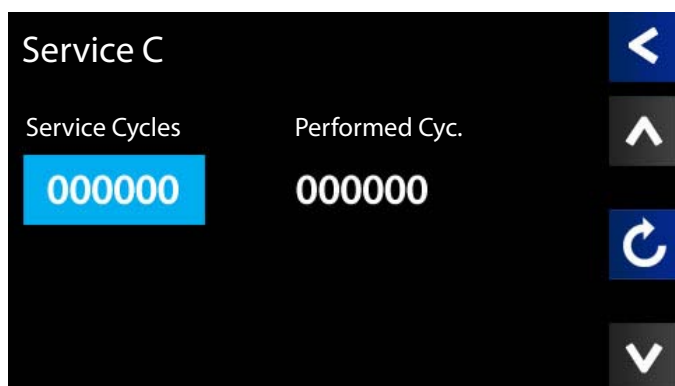 Service C
Service Cycles Performed Cyc.
000000 000000